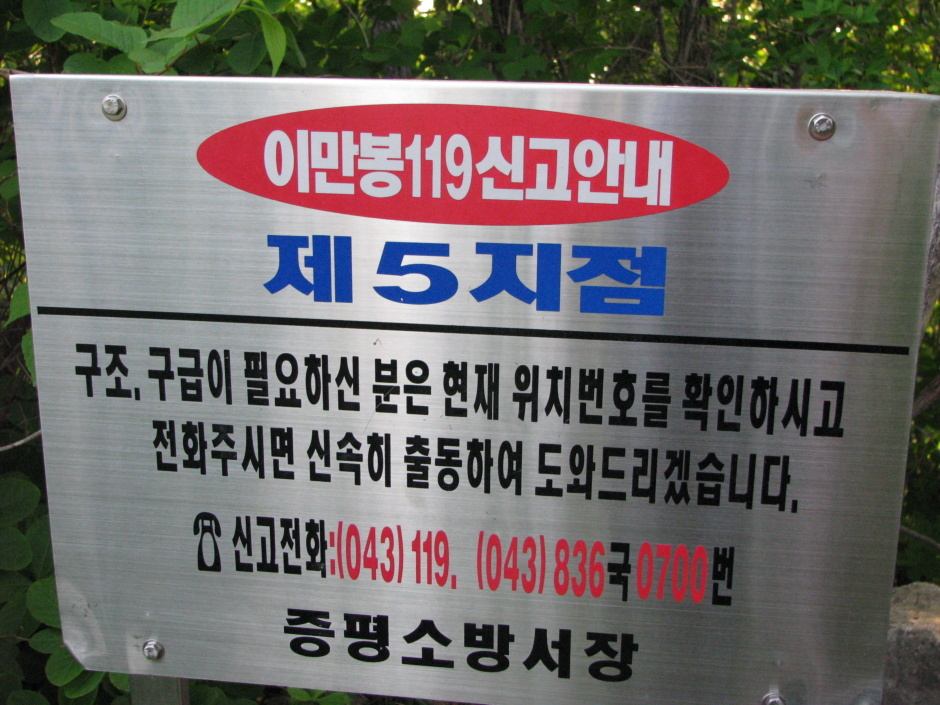 이만봉119신고안내
제5지점
구조, 구급이 필요하신 분은 현재 위치번호를 확인하시고
전화주시면 신속히 출동하여 도와드리겠습니다.
☎ 신고전화:(043) 119. (043) 836국 0700번
증평소방서장